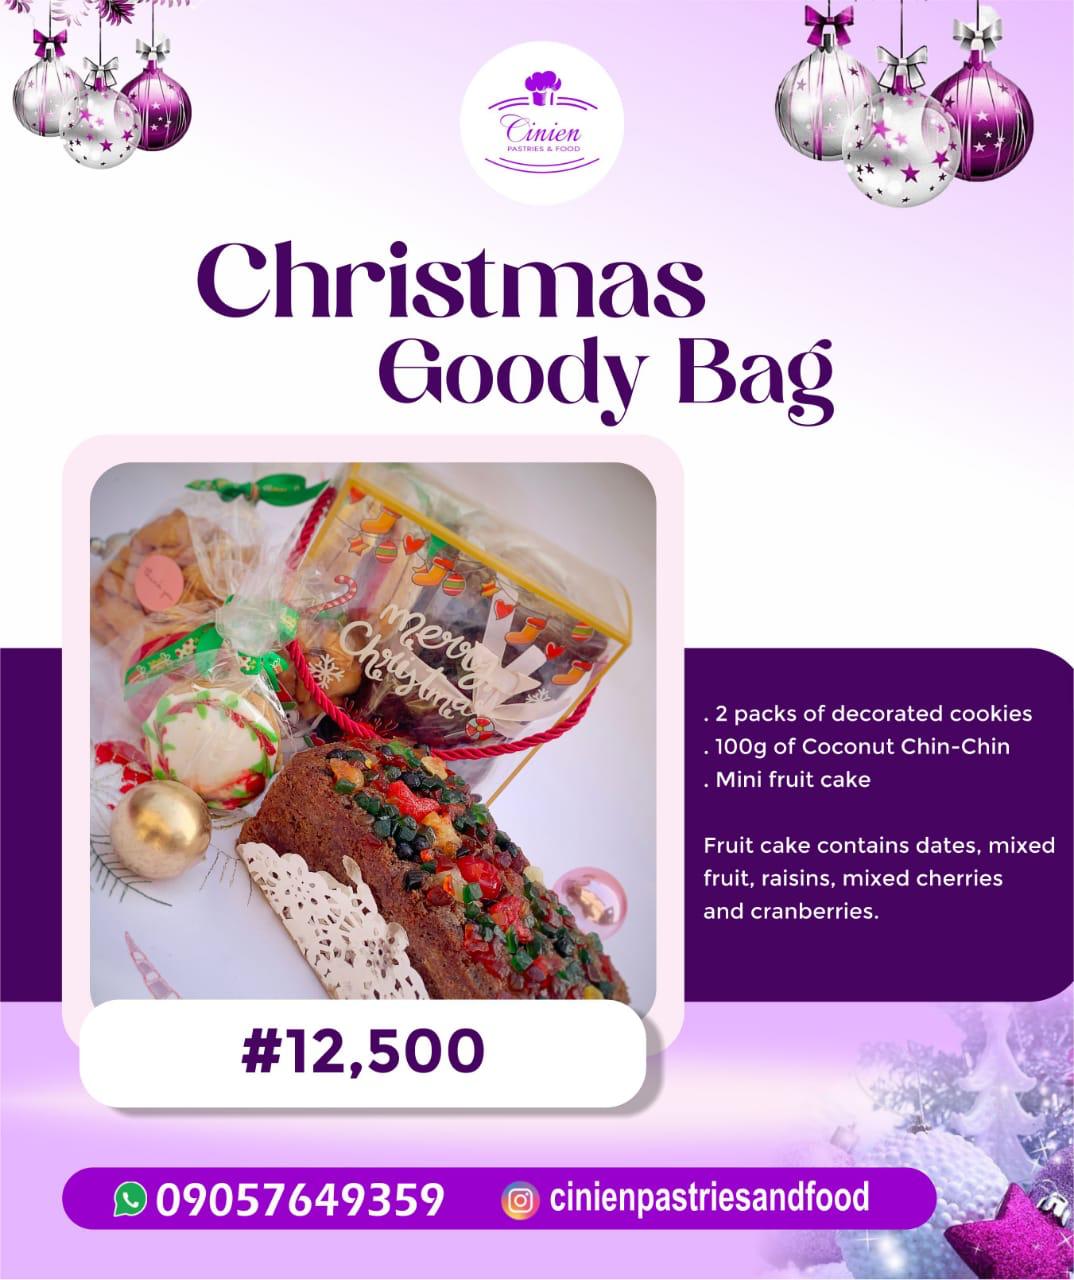 Cinien
PASTRIES & FOOD
Christmas
Goody Bag
Merry
Christmas
. 2 packs of decorated cookies
. 100g of Coconut Chin-Chin
. Mini fruit cake
Fruit cake contains dates, mixed
fruit, raisins, mixed cherries
and cranberries.
#12,500
09057649359
cinienpastriesandfood